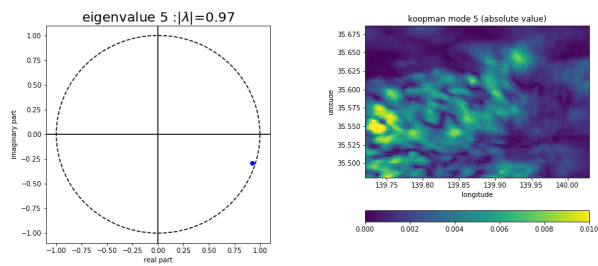 eigenvalue 5 :|λ|=0.97
1.00
0.75
0.50
0.25
0.00
−0.25
−0.50
−0.75
−1.00
imaginary part
−1.00 −0.75 −0.50 −0.25 0.00 0.25 0.50 0.75 1.00
real part
koopman mode 5 (absolute value)
35.675
35.650
35.625
35.600
35.575
35.550
35.525
35.500
latitude
139.75 139.80 139.85 139.90 139.95 140.00
longitude
0.000 0.002 0.004 0.006 0.008 0.010